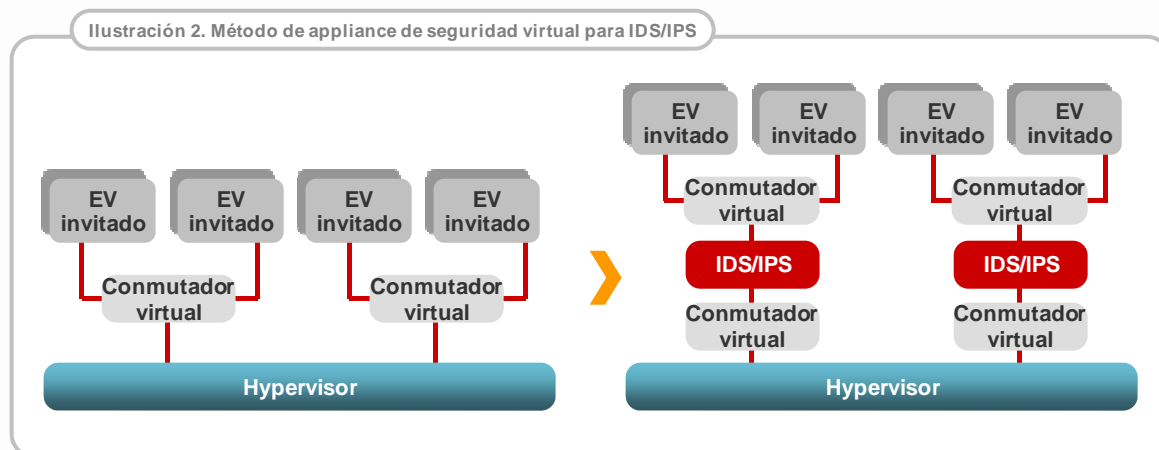 Ilustración 2. Método de appliance de seguridad virtual para IDS/IPS
EV
invitado
EV
invitado
EV
invitado
EV
invitado
Conmutador
virtual
Conmutador
virtual
Hypervisor
EV
invitado
EV
invitado
EV
invitado
EV
invitado
Conmutador
virtual
Conmutador
virtual
IDS/IPS
IDS/IPS
Conmutador
virtual
Conmutador
virtual
Hypervisor